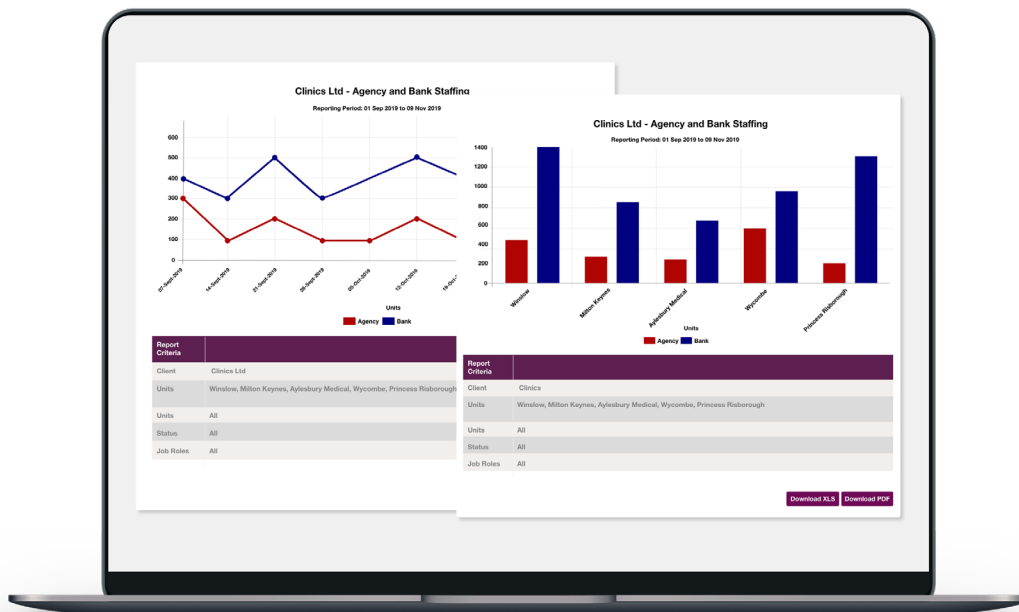 Clinics Ltd - Agency and Bank Staffing
Reporting Period: 01 Sep 2019 to 09 Nov 2019
600
500
400
300
200
100
0
07-Sept-2019
14-Sept-2019
21-Sept-2019
28-Sept-2019
05-Oct-2019
12-Oct-2019
19-Oct-
Units
Agency Bank
Report
Criteria
Client Clinics Ltd
Units Winslow, Milton Keynes, Aylesbury Medical, Wycombe, Princess Risborough
Units All
Status All
Job Roles All
Clinics Ltd - Agency and Bank Staffing
Reporting Period: 01 Sep 2019 to 09 Nov 2019
1400
1200
1000
800
600
400
200
0
Winslow
Milton Keynes
Aylesbury Medical
Wycombe
Princess Risborough
Units
Agency Bank
Report
Criteria
Client Clinics
Units Winslow, Milton Keynes, Aylesbury Medical, Wycombe, Princess Risborough
Units All
Status All
Job Roles All
Download XLS Download PDF